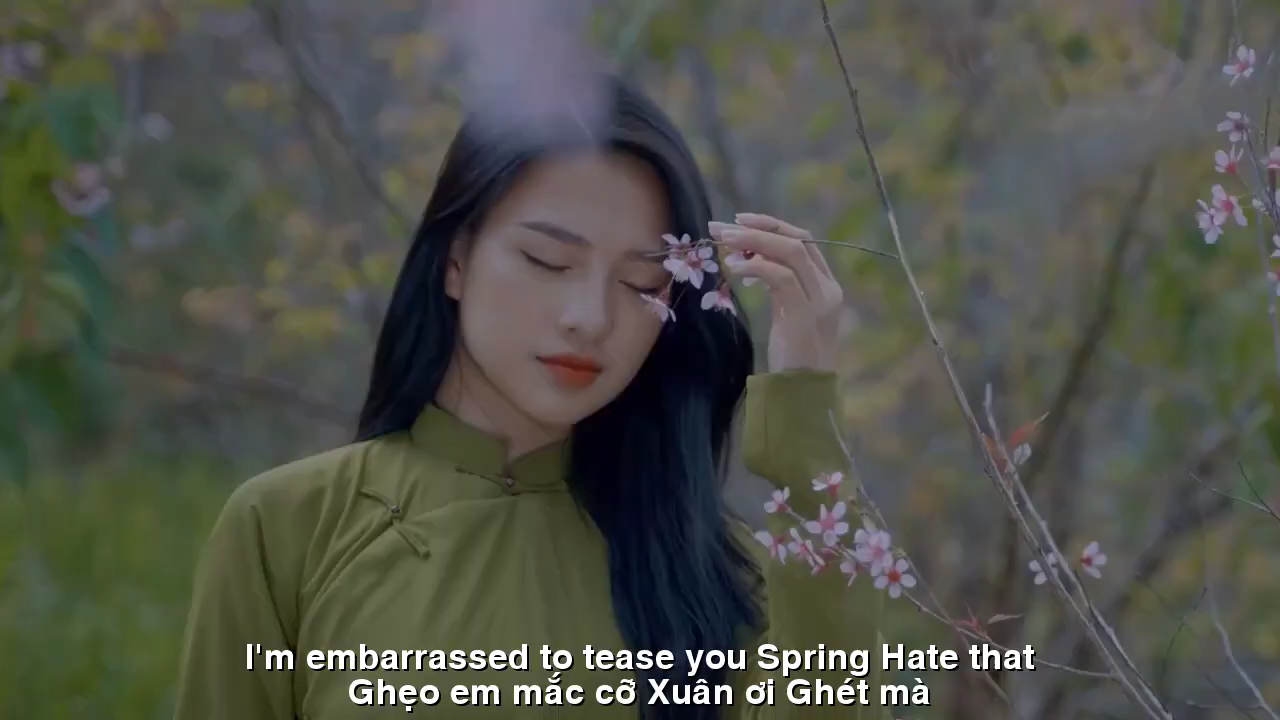 I'm embarrassed to tease you Spring Hate that
Ghẹo em mắc cỡ Xuân ơi Ghét mà